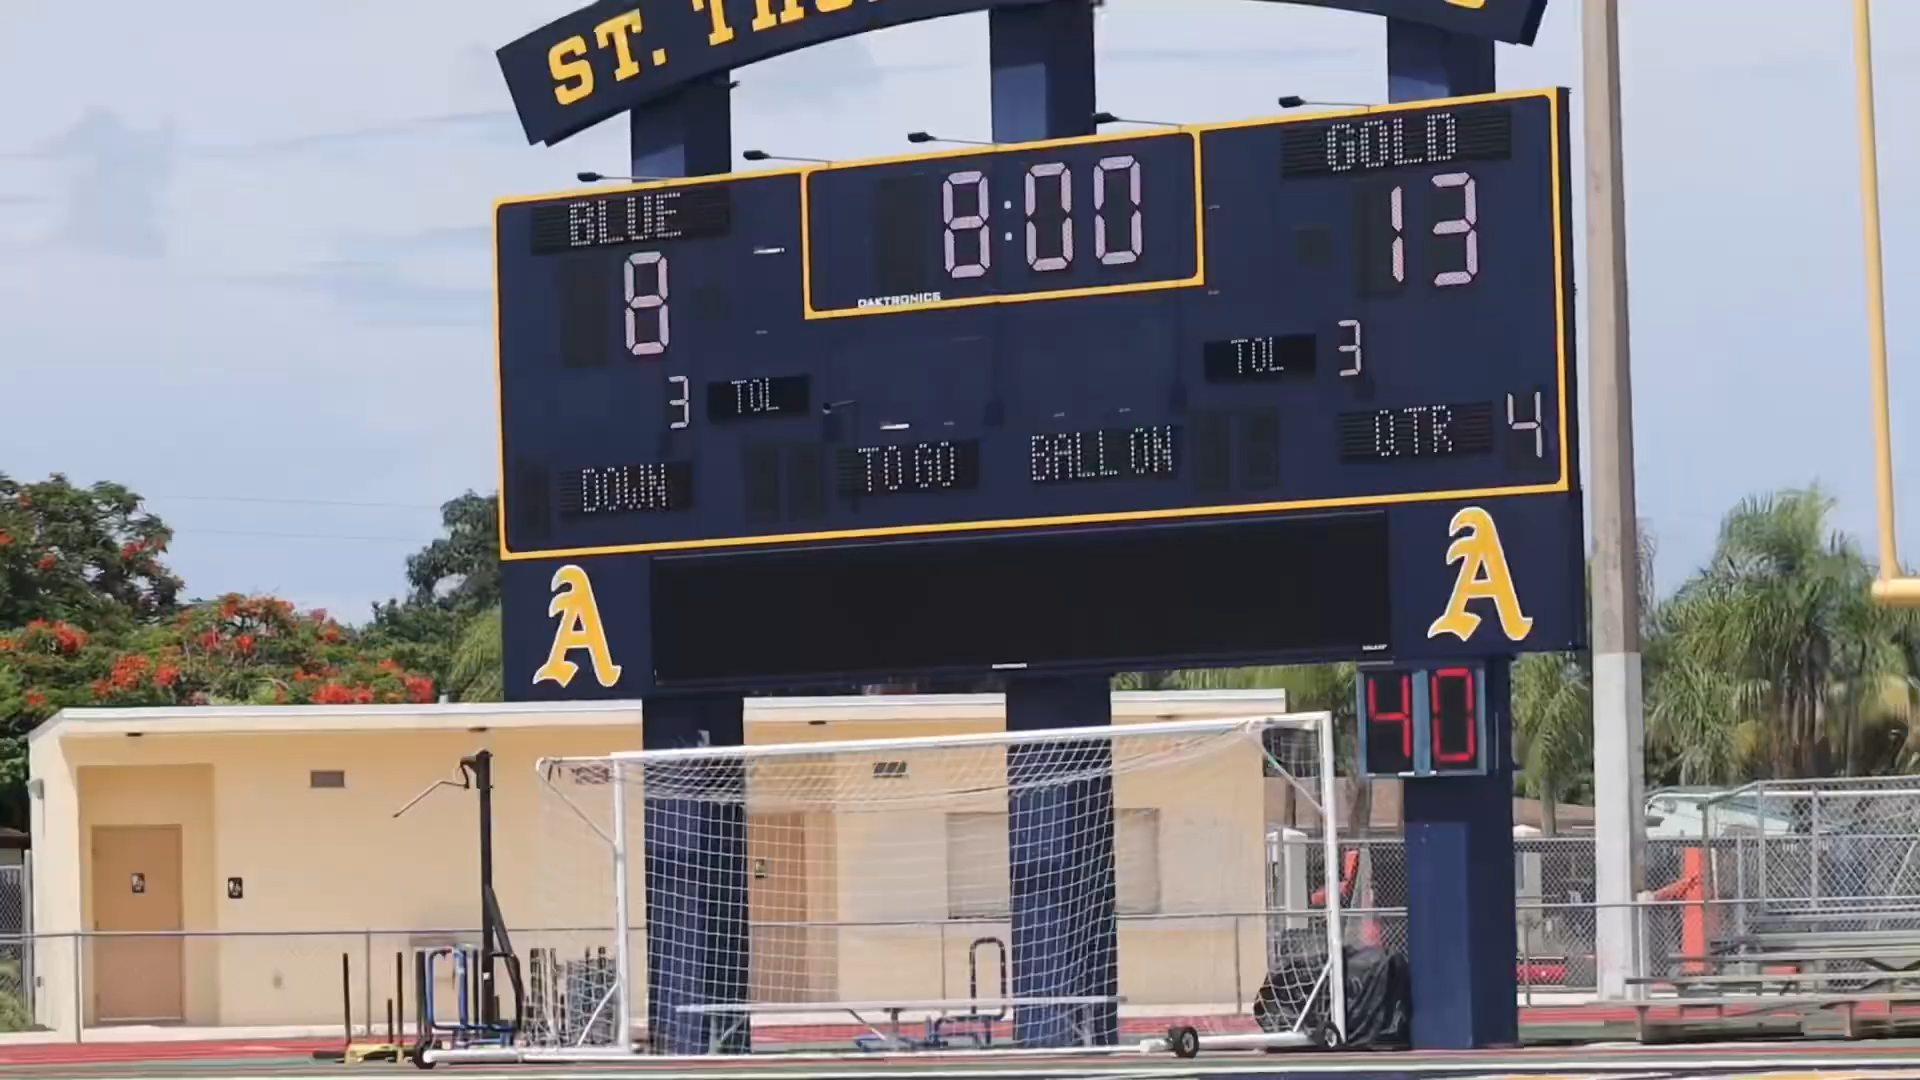 ST. THO
BLUE
8:00
GOLD
8
13
DAKTRONICS
3 TOL
TOL 3
DOWN
TO GO
BALL ON
QTR 4
A
A
40